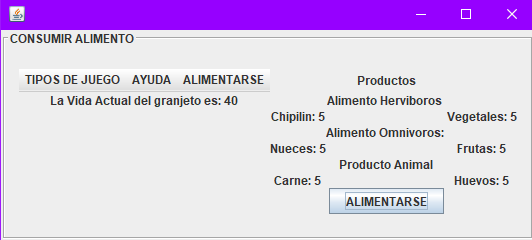 CONSUMIR ALIMENTO
TIPOS DE JUEGO AYUDA ALIMENTARSE
La Vida Actual del granjeto es: 40
Productos
Alimento Herviboros
Chipilin: 5 Vegetales: 5
Alimento Omnivoros:
Nueces: 5 Frutas: 5
Producto Animal
Carne: 5 Huevos: 5
ALIMENTARSE